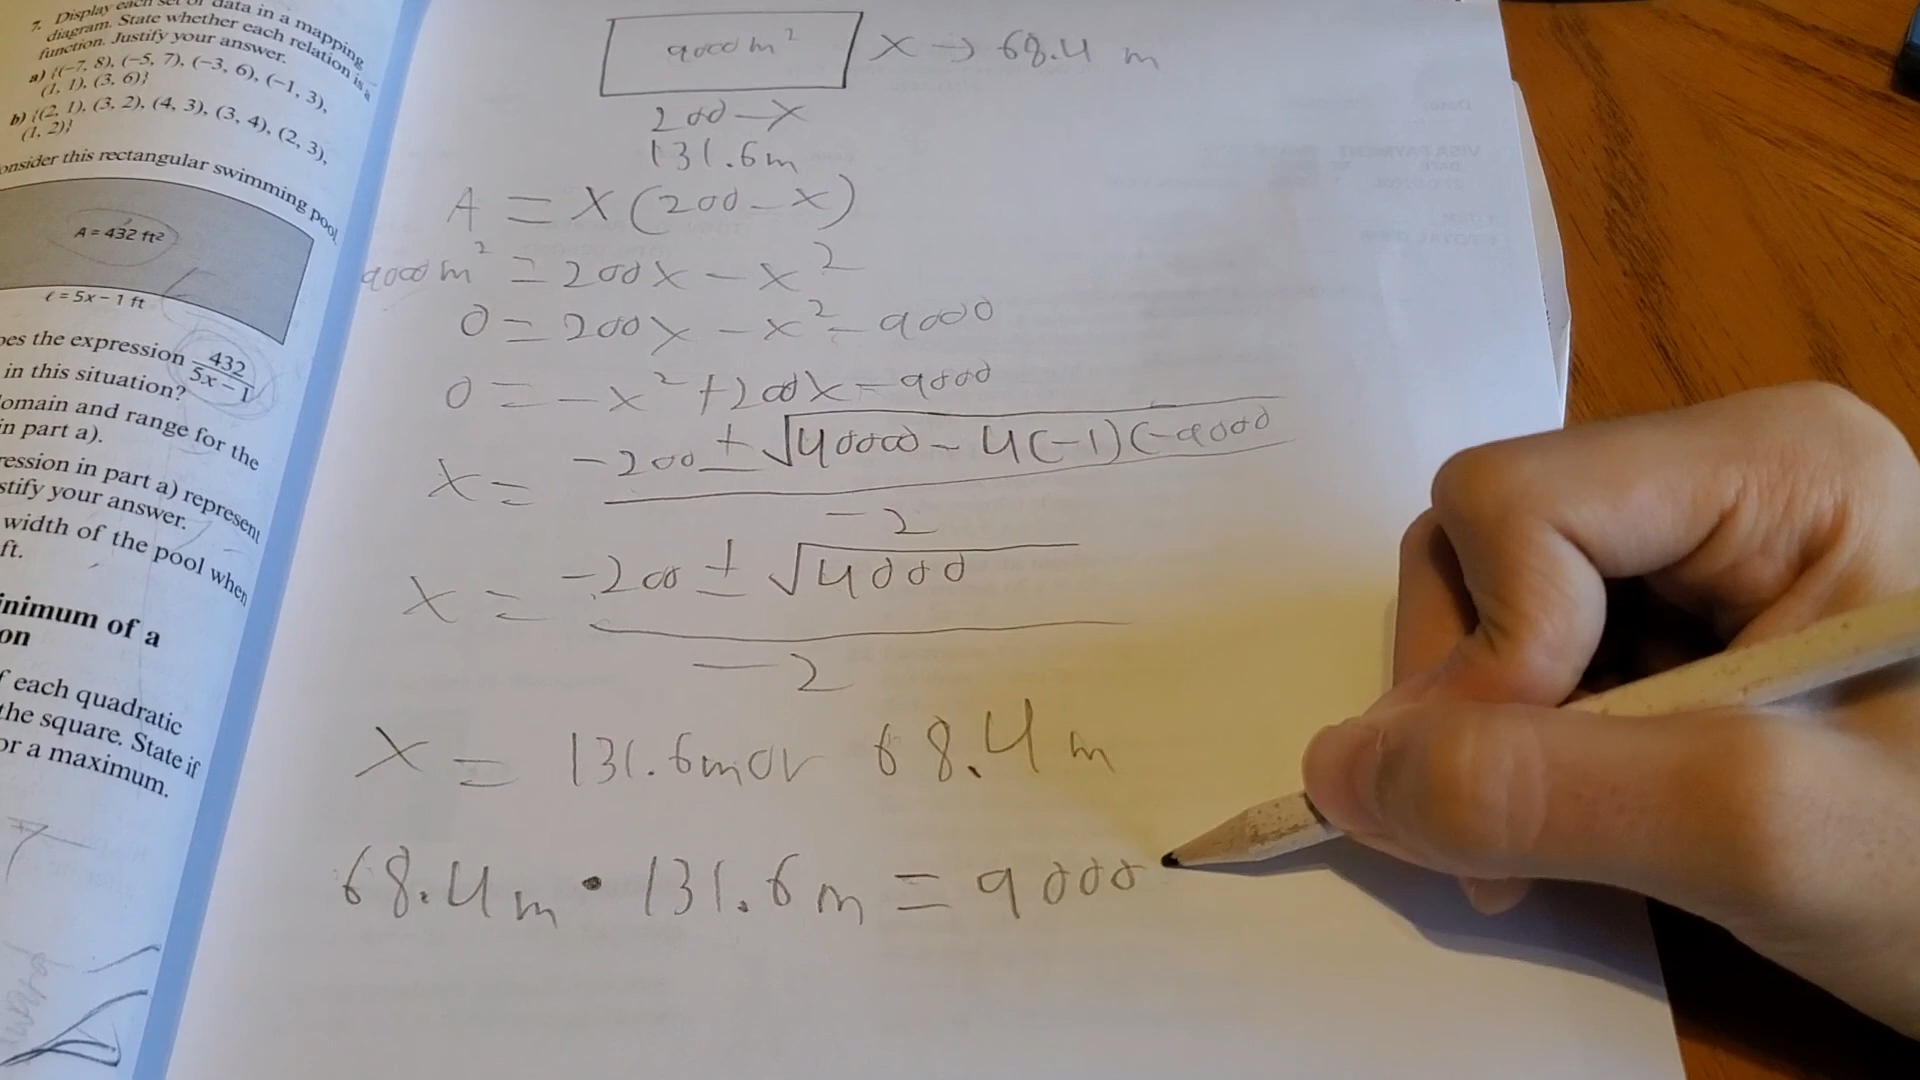 7. Display each set of data in a mapping
diagram. State whether each relation is a
function. Justify your answer.
a) {(−7, 8), (−5, 7), (−3, 6), (−1, 3),
(1, 1), (3, 6)}
b) {(2, 1), (3, 2), (4, 3), (3, 4), (2, 3),
(1, 2)}
onsider this rectangular swimming pool.
A = 432 ft²
ℓ = 5x − 1 ft
oes the expression 432/5x − 1
in this situation?
omain and range for the
in part a).
ression in part a) represent
stify your answer.
width of the pool when
ft.
inimum of a
on
f each quadratic
the square. State if
or a maximum.
9000m² x → 68.4 m
200 − x
131.6m
A = x(200 − x)
9000m² = 200x − x²
0 = 200x − x² − 9000
0 = −x² + 200x − 9000
x = −200 ± √40000 − 4(−1)(−9000
−2
x = −200 ± √4000
−2
x = 131.6m or 68.4 m
68.4m • 131.6m = 9000
VISA PAYMENT